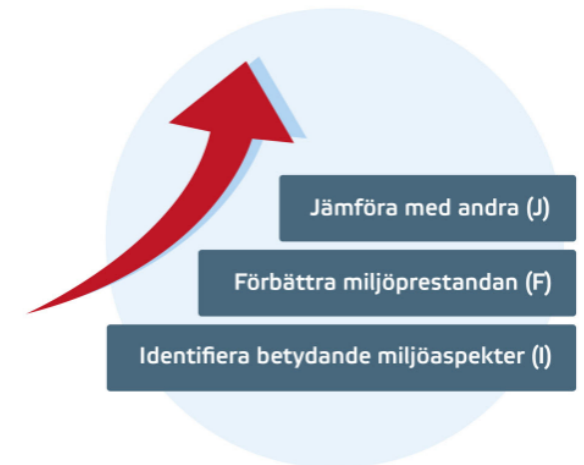 Jämföra med andra (J)
Förbättra miljöprestandan (F)
Identifiera betydande miljöaspekter (I)